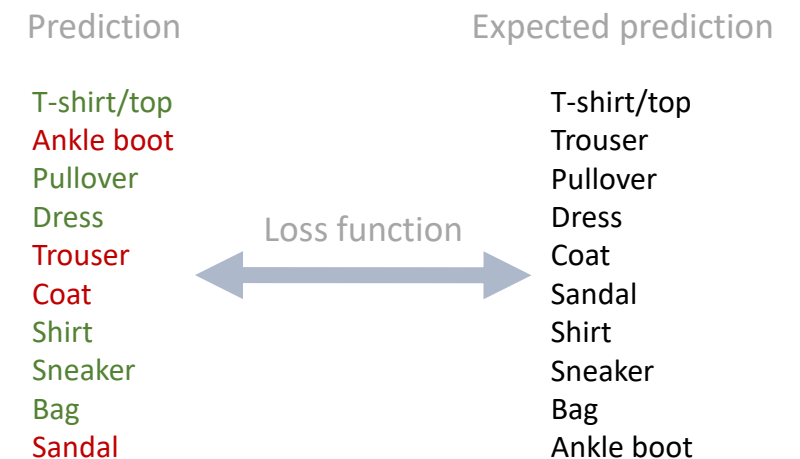 Prediction
Expected prediction
T-shirt/top
Ankle boot
Pullover
Dress
Trouser
Coat
Shirt
Sneaker
Bag
Sandal
Loss function
T-shirt/top
Trouser
Pullover
Dress
Coat
Sandal
Shirt
Sneaker
Bag
Ankle boot